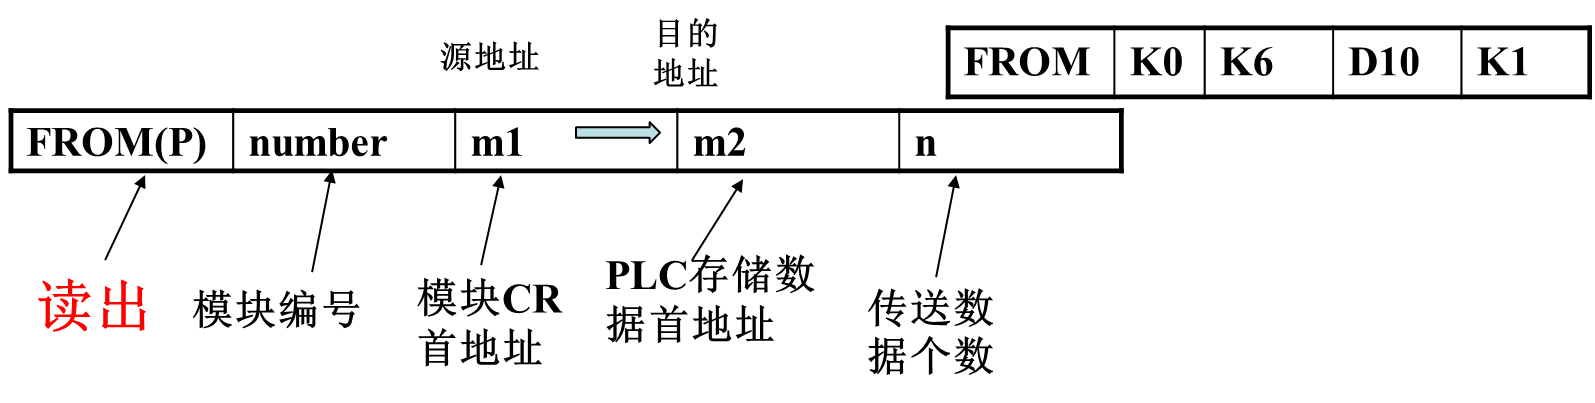 源地址
目的
地址
FROM K0 K6 D10 K1
FROM(P) number m1 m2 n
读出
模块编号
模块CR
首地址
PLC存储数
据首地址
传送数
据个数